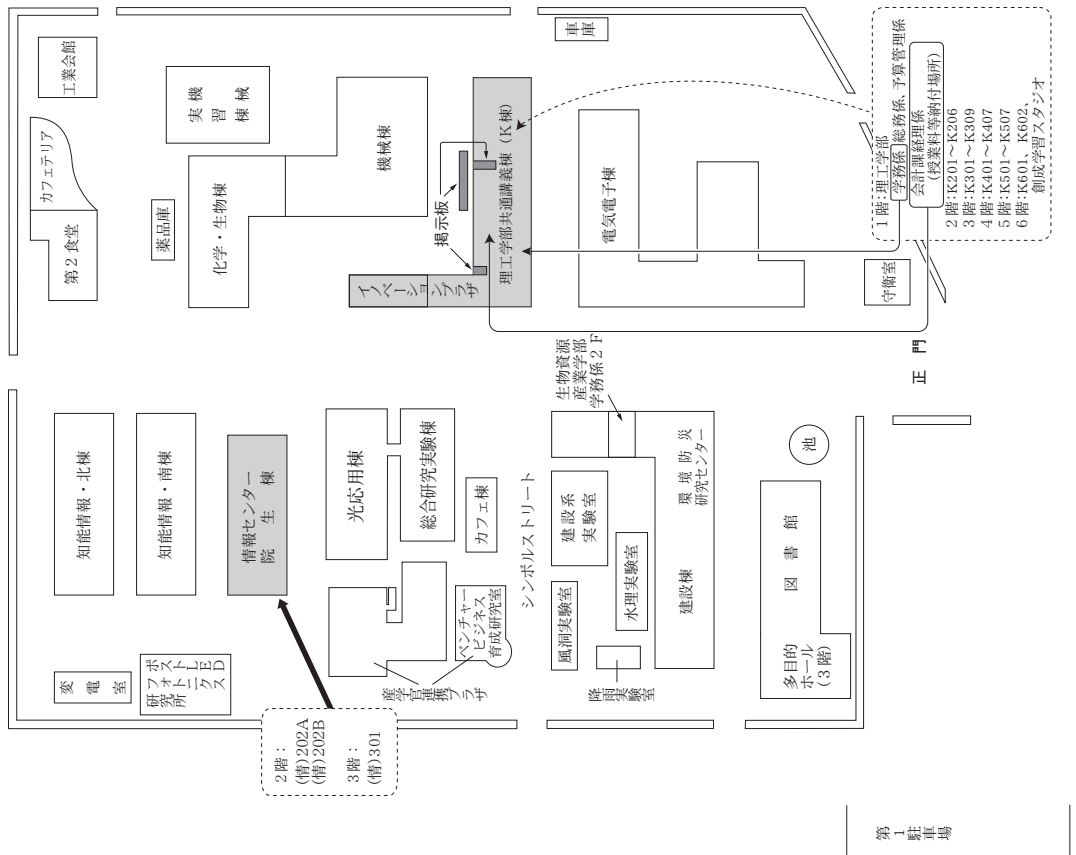 工業会館
カフェテリア
第2食堂
実機
習械
棟
薬品庫
化学・生物棟
機械棟
車庫
掲示板
理工学部共通講義棟(K棟)
イノベーションプラザ
電気電子棟
1階:理工学部
学務係、総務係、予算管理係
会計課経理係
(授業料等納付場所)
2階:K201～K206
3階:K301～K309
4階:K401～K407
5階:K501～K507
6階:K601、K602、
創成学習スタジオ
守衛室
正門
知能情報・北棟
知能情報・南棟
情報センター
院生棟
光応用棟
総合研究実験棟
カフェ棟
シンボルストリート
生物資源
産業学部
学務係2F
建設系
実験室
環境防災
研究センター
池
変電室
ポストLED
フォトニクス
研究所
産学官連携プラザ
ベンチャー
ビジネス
育成研究室
風洞実験室
水理実験室
降雨実験室
建設棟
図書館
多目的
ホール
(3階)
2階:
(情)202A
(情)202B
3階:
(情)301
第1駐車場